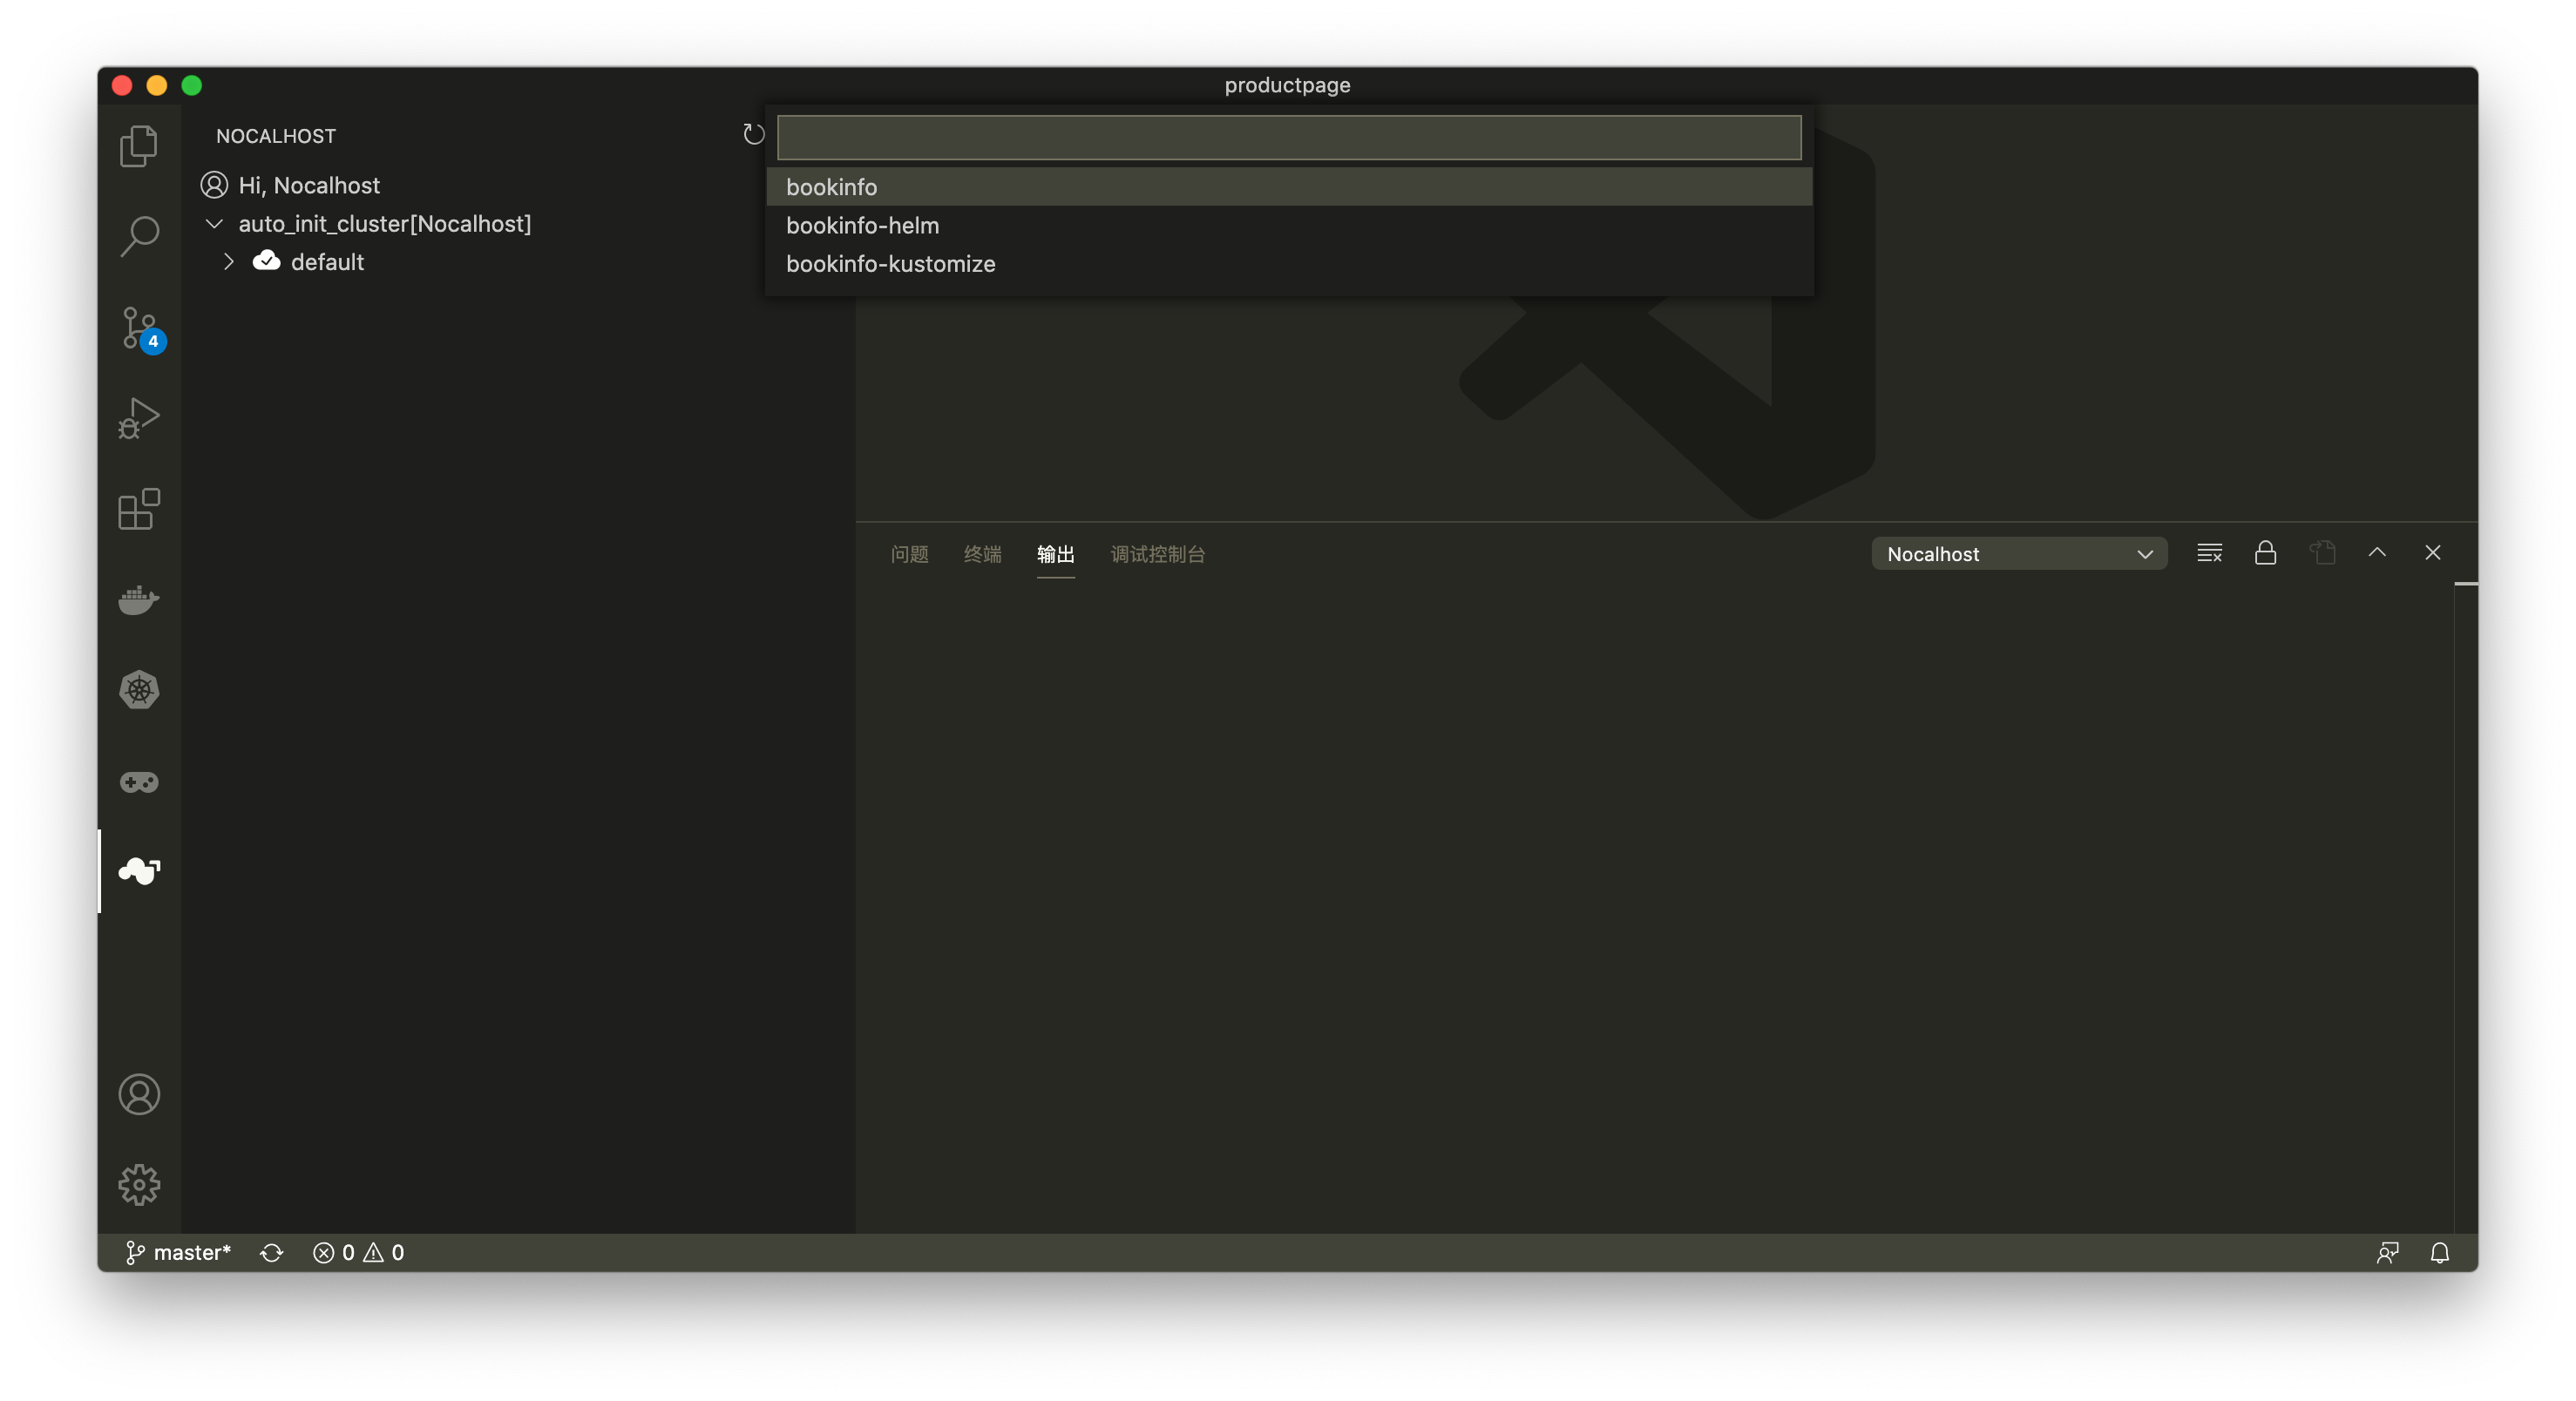 productpage
NOCALHOST
Hi, Nocalhost
auto_init_cluster[Nocalhost]
default
bookinfo
bookinfo-helm
bookinfo-kustomize
4
问题 终端 输出 调试控制台 Nocalhost
master* 0 0